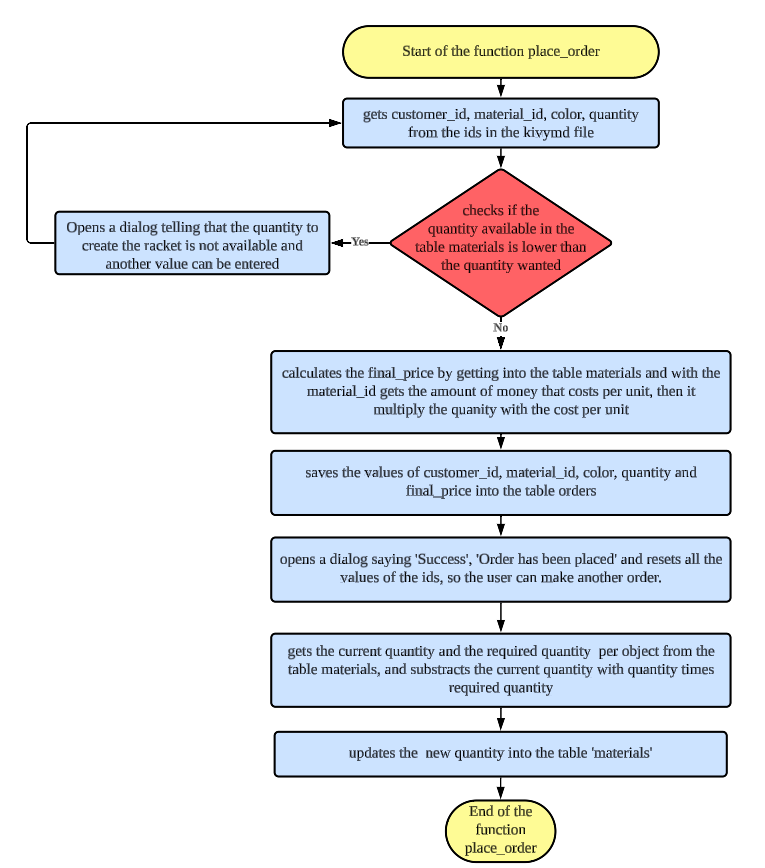 Start of the function place_order
gets customer_id, material_id, color, quantity
from the ids in the kivymd file
checks if the
quantity available in the
table materials is lower than
the quantity wanted
Yes
Opens a dialog telling that the quantity to
create the racket is not available and
another value can be entered
No
calculates the final_price by getting into the table materials and with the
material_id gets the amount of money that costs per unit, then it
multiply the quanity with the cost per unit
saves the values of customer_id, material_id, color, quantity and
final_price into the table orders
opens a dialog saying 'Success', 'Order has been placed' and resets all the
values of the ids, so the user can make another order.
gets the current quantity and the required quantity  per object from the
table materials, and substracts the current quantity with quantity times
required quantity
updates the  new quantity into the table 'materials'
End of the
function
place_order